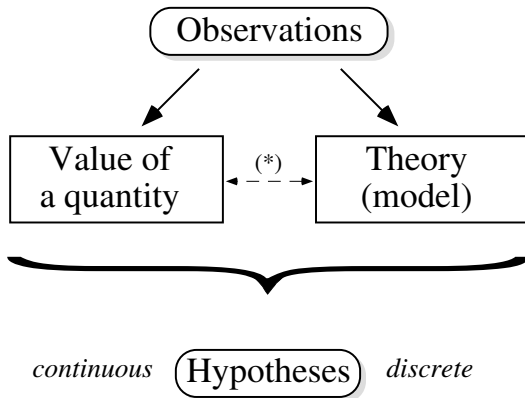 Observations
Value of
a quantity
(*)
Theory
(model)
continuous
Hypotheses
discrete